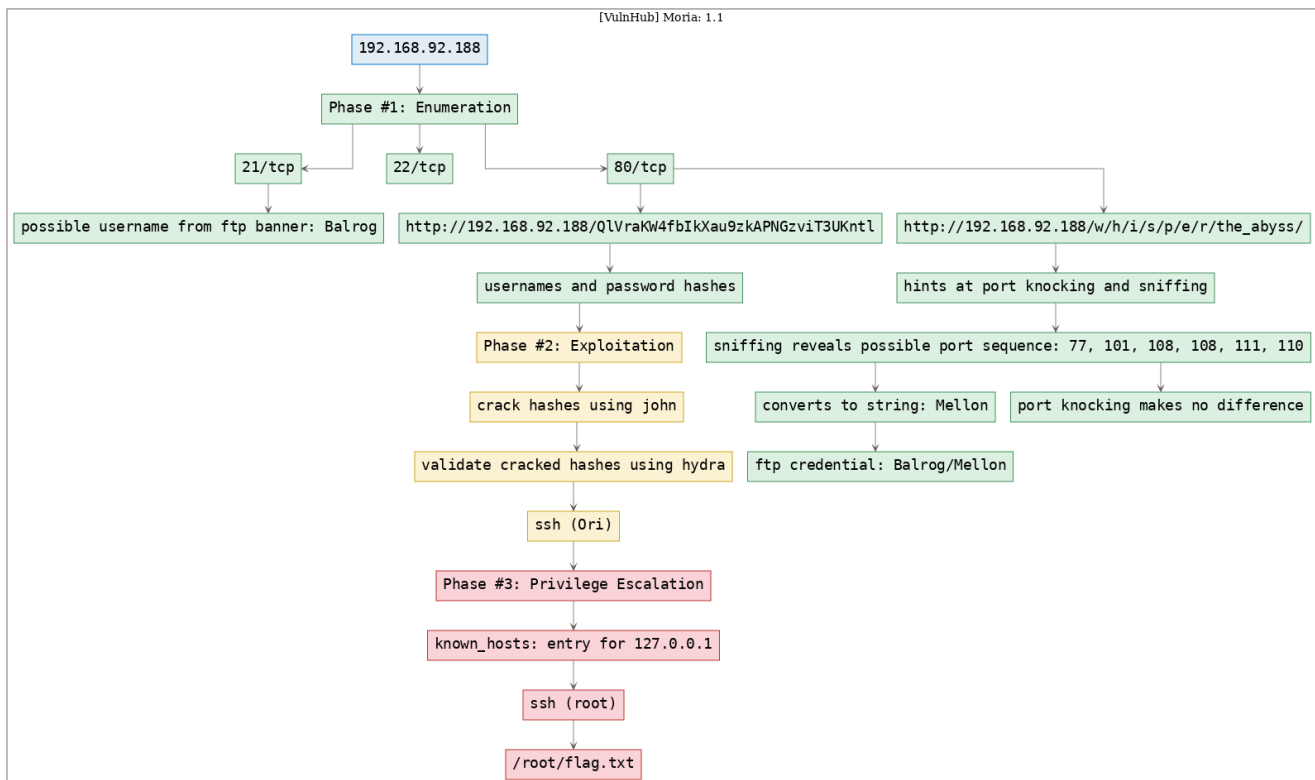 [VulnHub] Moria: 1.1
192.168.92.188
Phase #1: Enumeration
21/tcp
22/tcp
80/tcp
possible username from ftp banner: Balrog
http://192.168.92.188/QlVraKW4fbIkXau9zkAPNGzviT3UKntl
http://192.168.92.188/w/h/i/s/p/e/r/the_abyss/
usernames and password hashes
hints at port knocking and sniffing
Phase #2: Exploitation
sniffing reveals possible port sequence: 77, 101, 108, 108, 111, 110
crack hashes using john
converts to string: Mellon
port knocking makes no difference
validate cracked hashes using hydra
ftp credential: Balrog/Mellon
ssh (Ori)
Phase #3: Privilege Escalation
known_hosts: entry for 127.0.0.1
ssh (root)
/root/flag.txt